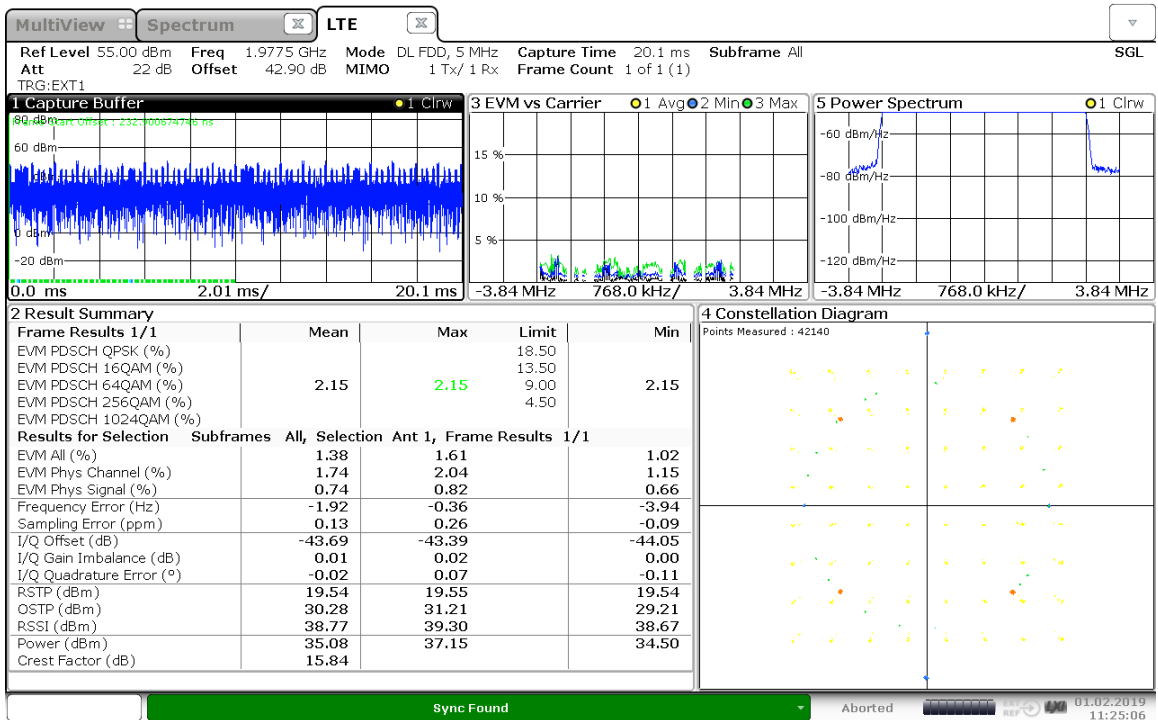 MultiView Spectrum LTE
Ref Level 55.00 dBm Freq 1.9775 GHz Mode DL FDD, 5 MHz Capture Time 20.1 ms Subframe All SGL
Att 22 dB Offset 42.90 dB MIMO 1 Tx/ 1 Rx Frame Count 1 of 1 (1)
TRG:EXT1
1 Capture Buffer 1 Clrw
80 dBm
Frame Start Offset : 232.900674746 ns
60 dBm
0 dBm
-20 dBm
0.0 ms 2.01 ms/ 20.1 ms
3 EVM vs Carrier 1 Avg 2 Min 3 Max
15 %
10 %
5 %
-3.84 MHz 768.0 kHz/ 3.84 MHz
5 Power Spectrum 1 Clrw
-60 dBm/Hz
-80 dBm/Hz
-100 dBm/Hz
-120 dBm/Hz
-3.84 MHz 768.0 kHz/ 3.84 MHz
2 Result Summary
Frame Results 1/1 Mean Max Limit Min
EVM PDSCH QPSK (%) 18.50
EVM PDSCH 16QAM (%) 13.50
EVM PDSCH 64QAM (%) 2.15 2.15 9.00 2.15
EVM PDSCH 256QAM (%) 4.50
EVM PDSCH 1024QAM (%)
Results for Selection Subframes All, Selection Ant 1, Frame Results 1/1
EVM All (%) 1.38 1.61 1.02
EVM Phys Channel (%) 1.74 2.04 1.15
EVM Phys Signal (%) 0.74 0.82 0.66
Frequency Error (Hz) -1.92 -0.36 -3.94
Sampling Error (ppm) 0.13 0.26 -0.09
I/Q Offset (dB) -43.69 -43.39 -44.05
I/Q Gain Imbalance (dB) 0.01 0.02 0.00
I/Q Quadrature Error (º) -0.02 0.07 -0.11
RSTP (dBm) 19.54 19.55 19.54
OSTP (dBm) 30.28 31.21 29.21
RSSI (dBm) 38.77 39.30 38.67
Power (dBm) 35.08 37.15 34.50
Crest Factor (dB) 15.84
4 Constellation Diagram
Points Measured : 42140
Sync Found Aborted EXT REF LXI 01.02.2019
11:25:06